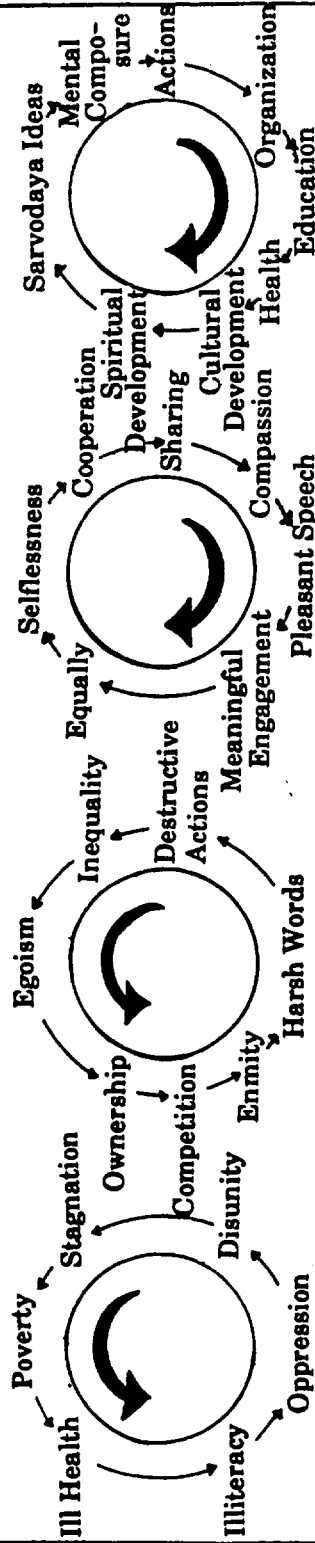 Poverty
Ill Health
Illiteracy
Oppression
Disunity
Stagnation
Egoism
Ownership
Competition
Enmity
Harsh Words
Destructive
Actions
Inequality
Selflessness
Cooperation
Sharing
Compassion
Pleasant Speech
Meaningful
Engagement
Equally
Sarvodaya Ideas
Mental
Compo-
sure
Actions
Organization
Education
Health
Cultural
Development
Spiritual
Development